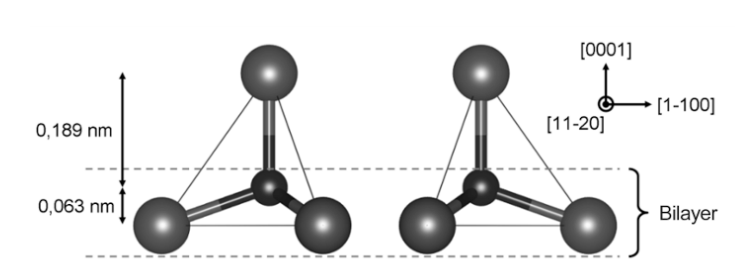 [0001]
[1-100]
[11-20]
0,189 nm
0,063 nm
Bilayer